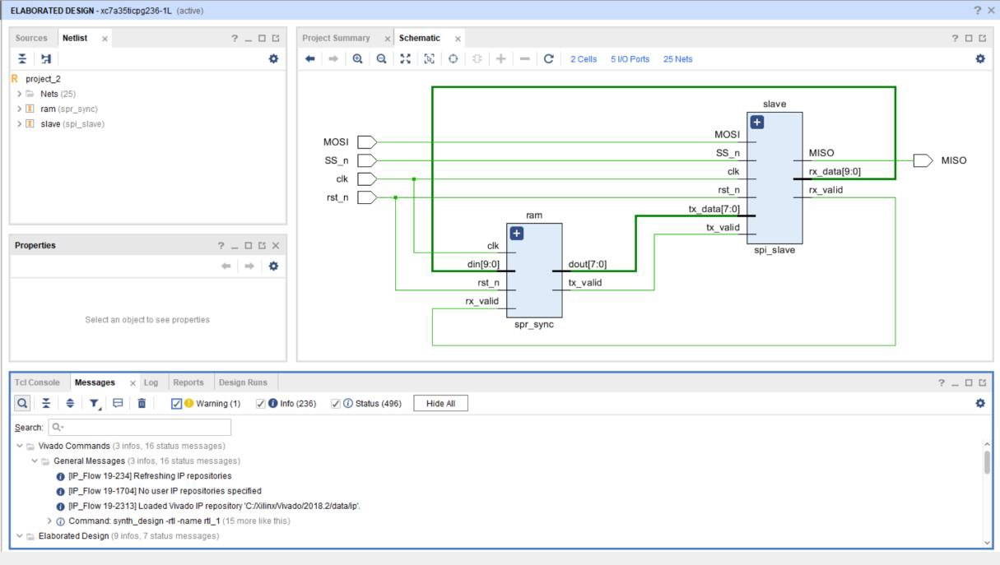 ELABORATED DESIGN - xc7a35ticpg236-1L (active)
Sources Netlist
project_2
Nets (25)
ram (spr_sync)
slave (spi_slave)
Properties
Select an object to see properties
Project Summary Schematic
2 Cells 5 I/O Ports 25 Nets
slave
MOSI MOSI
SS_n SS_n MISO MISO
clk clk rx_data[9:0]
rst_n rst_n rx_valid
ram tx_data[7:0]
tx_valid
clk spi_slave
din[9:0] dout[7:0]
rst_n tx_valid
rx_valid
spr_sync
Tcl Console Messages Log Reports Design Runs
Warning (1) Info (236) Status (496) Hide All
Search:
Vivado Commands (3 infos, 16 status messages)
General Messages (3 infos, 16 status messages)
[IP_Flow 19-234] Refreshing IP repositories
[IP_Flow 19-1704] No user IP repositories specified
[IP_Flow 19-2313] Loaded Vivado IP repository 'C:/Xilinx/Vivado/2018.2/data/ip'.
Command: synth_design -rtl -name rtl_1 (15 more like this)
Elaborated Design (9 infos, 7 status messages)